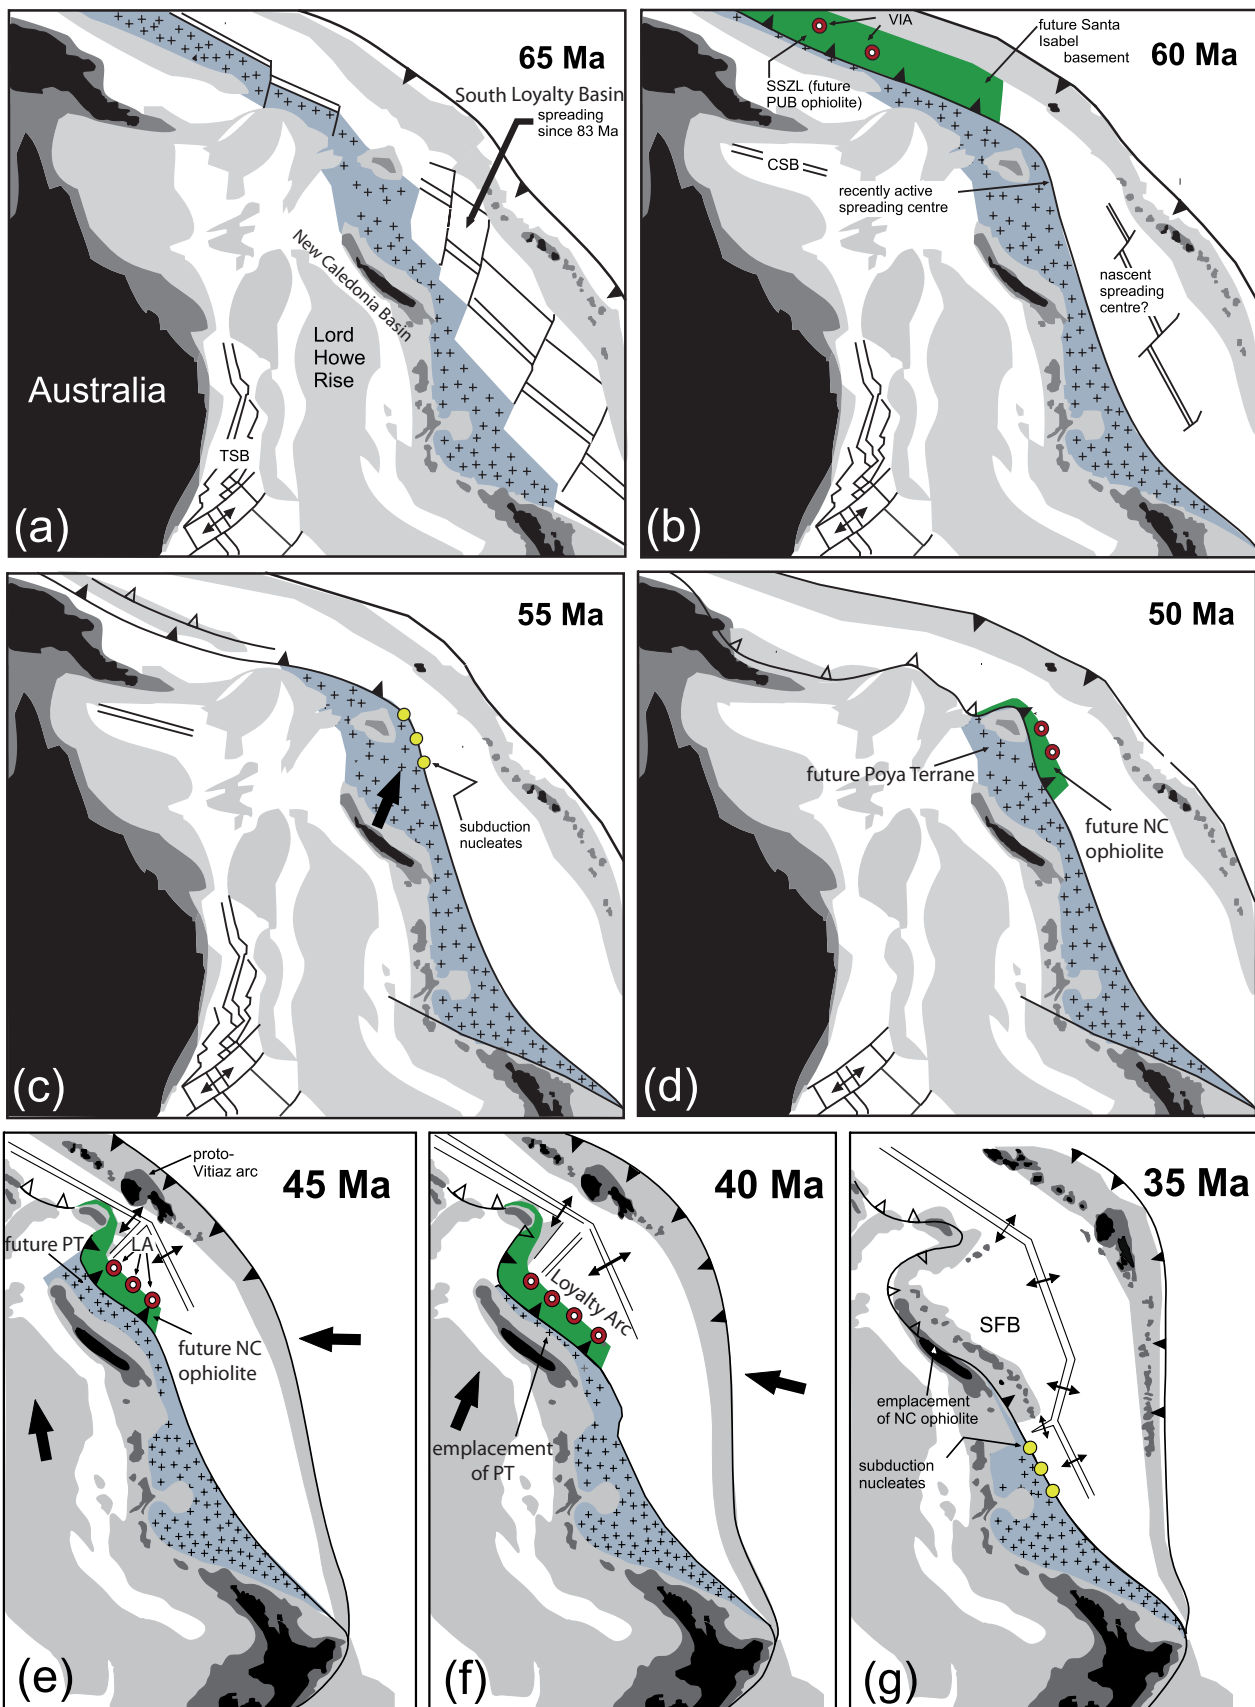 65 Ma
South Loyalty Basin
spreading
since 83 Ma
New Caledonia Basin
Lord
Howe
Rise
Australia
TSB
(a)
VIA
future Santa
Isabel
basement
60 Ma
SSZL (future
PUB ophiolite)
CSB
recently active
spreading centre
nascent
spreading
centre?
(b)
55 Ma
subduction
nucleates
(c)
50 Ma
future Poya Terrane
future NC
ophiolite
(d)
proto-
Vitiaz arc
45 Ma
future PT
LA
future NC
ophiolite
(e)
40 Ma
Loyalty Arc
emplacement
of PT
(f)
35 Ma
SFB
emplacement
of NC ophiolite
subduction
nucleates
(g)